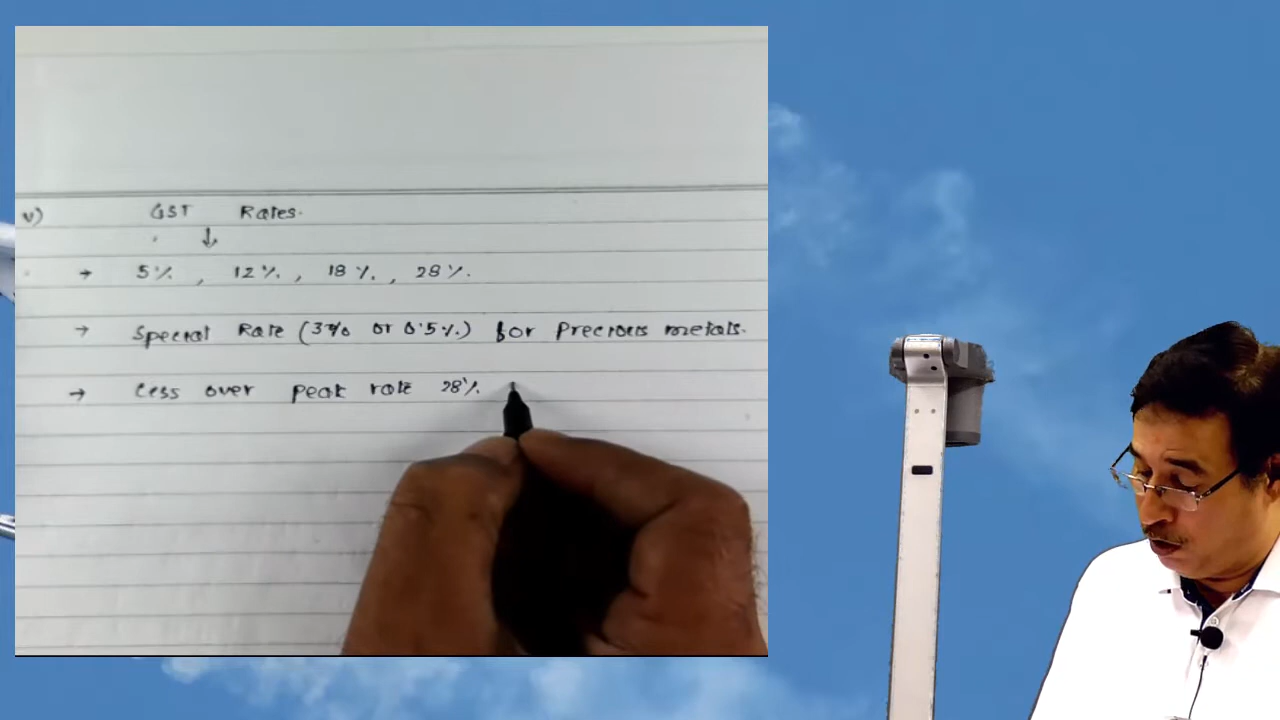 v) GST Rates.
↓
→ 5%, 12%, 18%, 28%.
→ Special Rate (3% or 0.5%) for Precious metals.
→ Cess over peak rate 28%